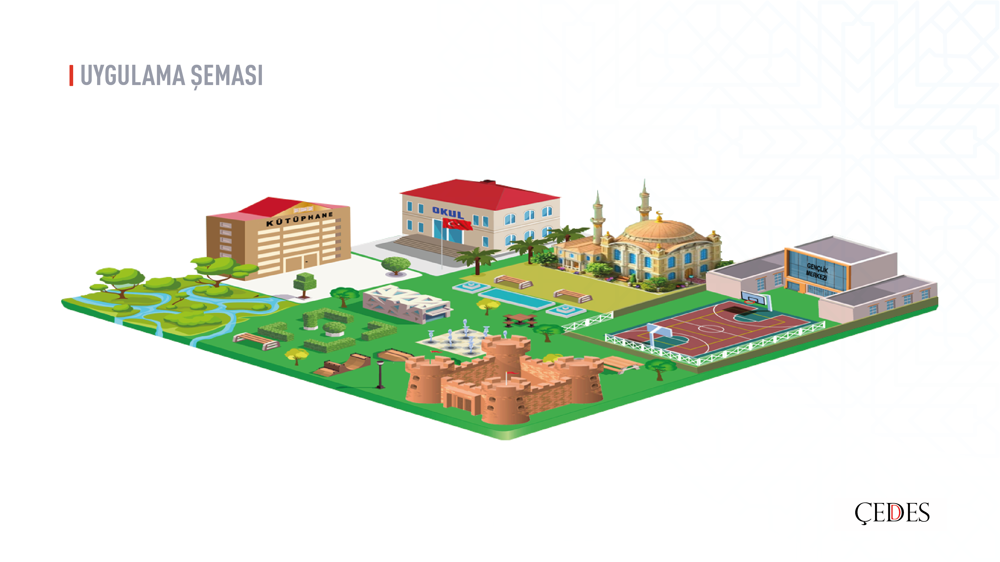 UYGULAMA ŞEMASI
KÜTÜPHANE
OKUL
GENÇLİK
MERKEZİ
ÇEDES